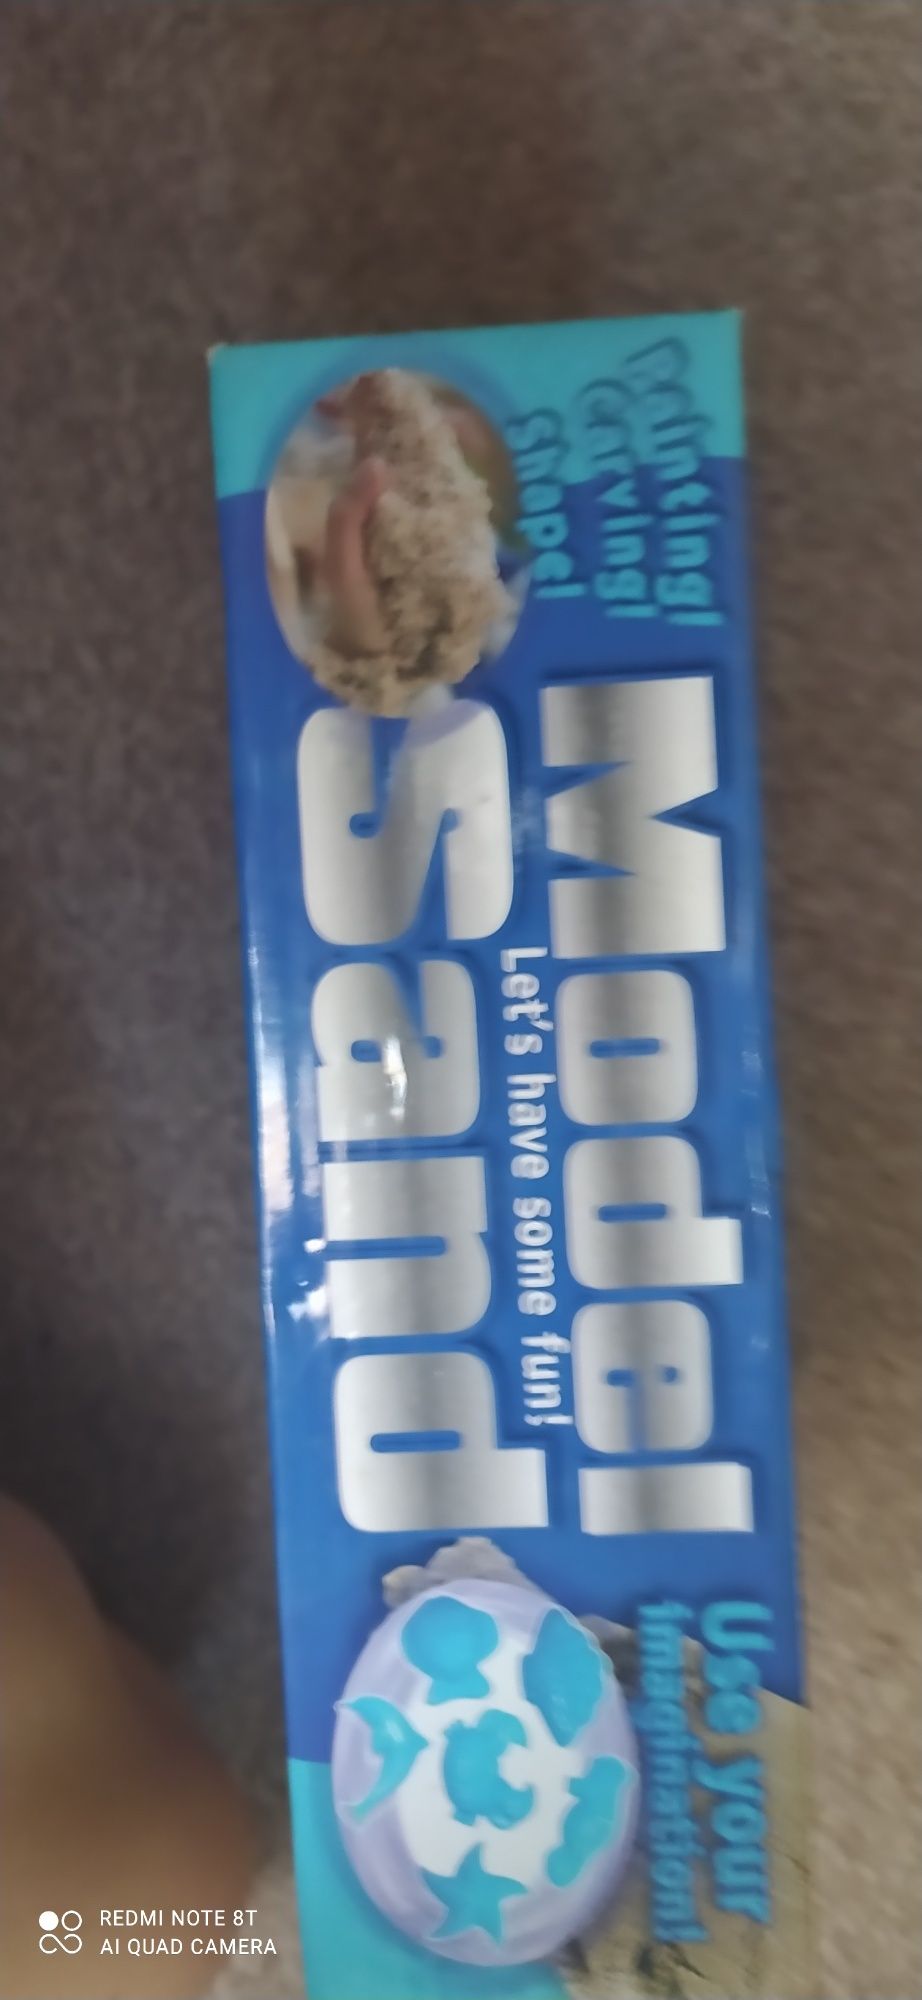 Painting!
Carving!
Shape!
Model
Let's have some fun!
Sand
Use your
imagination!
REDMI NOTE 8T
AI QUAD CAMERA